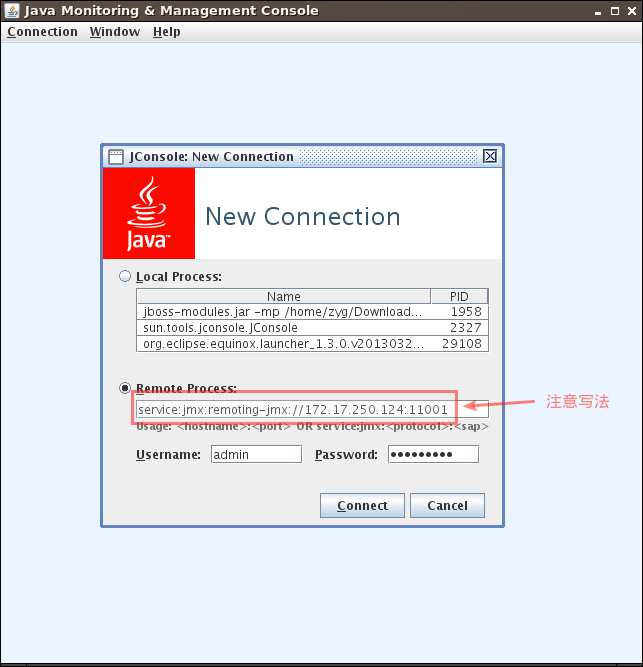 Java Monitoring & Management Console
Connection Window Help
JConsole: New Connection
Java™
New Connection
Local Process:
Name PID
jboss-modules.jar -mp /home/zyg/Download... 1958
sun.tools.jconsole.JConsole 2327
org.eclipse.equinox.launcher_1.3.0.v2013032... 29108
Remote Process:
service:jmx:remoting-jmx://172.17.250.124:11001
注意写法
Usage: <hostname>:<port> OR service:jmx:<protocol>:<sap>
Username: admin Password: •••••••••
Connect Cancel